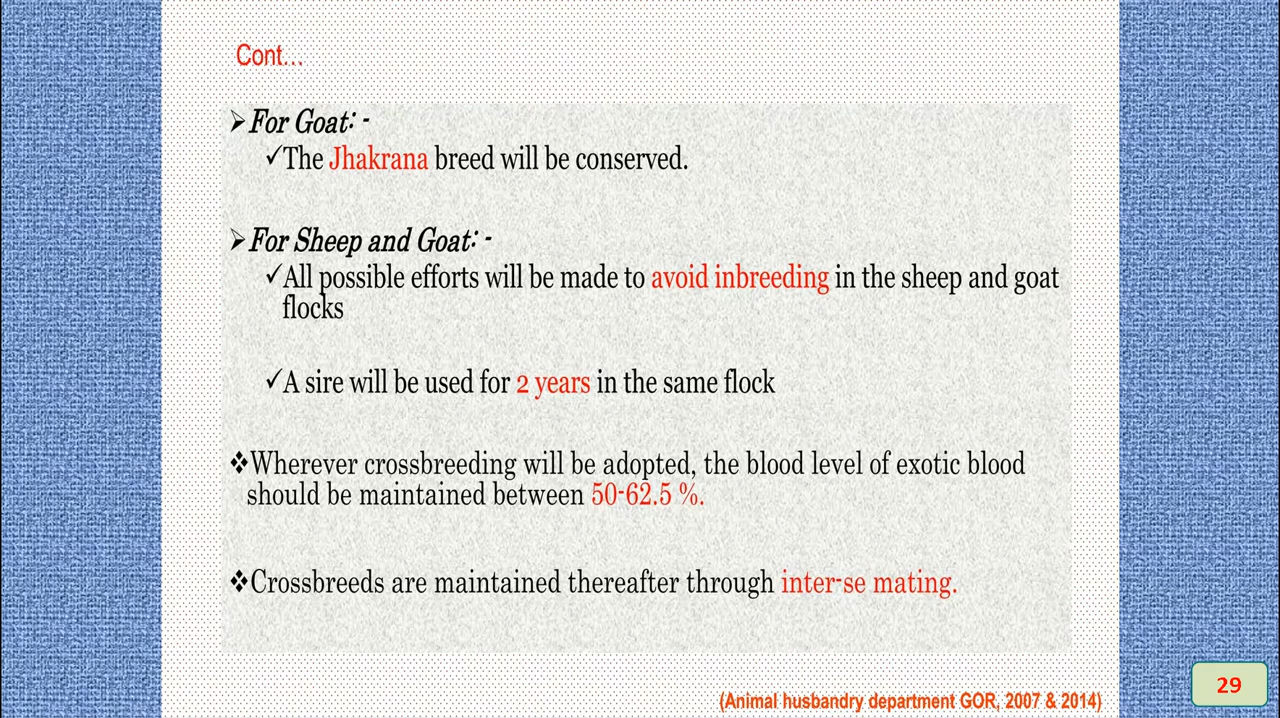 Cont...
➢For Goat: -
✓The Jhakrana breed will be conserved.
➢For Sheep and Goat: -
✓All possible efforts will be made to avoid inbreeding in the sheep and goat
flocks
✓A sire will be used for 2 years in the same flock
❖Wherever crossbreeding will be adopted, the blood level of exotic blood
should be maintained between 50-62.5 %.
❖Crossbreeds are maintained thereafter through inter-se mating.
(Animal husbandry department GOR, 2007 & 2014)
29